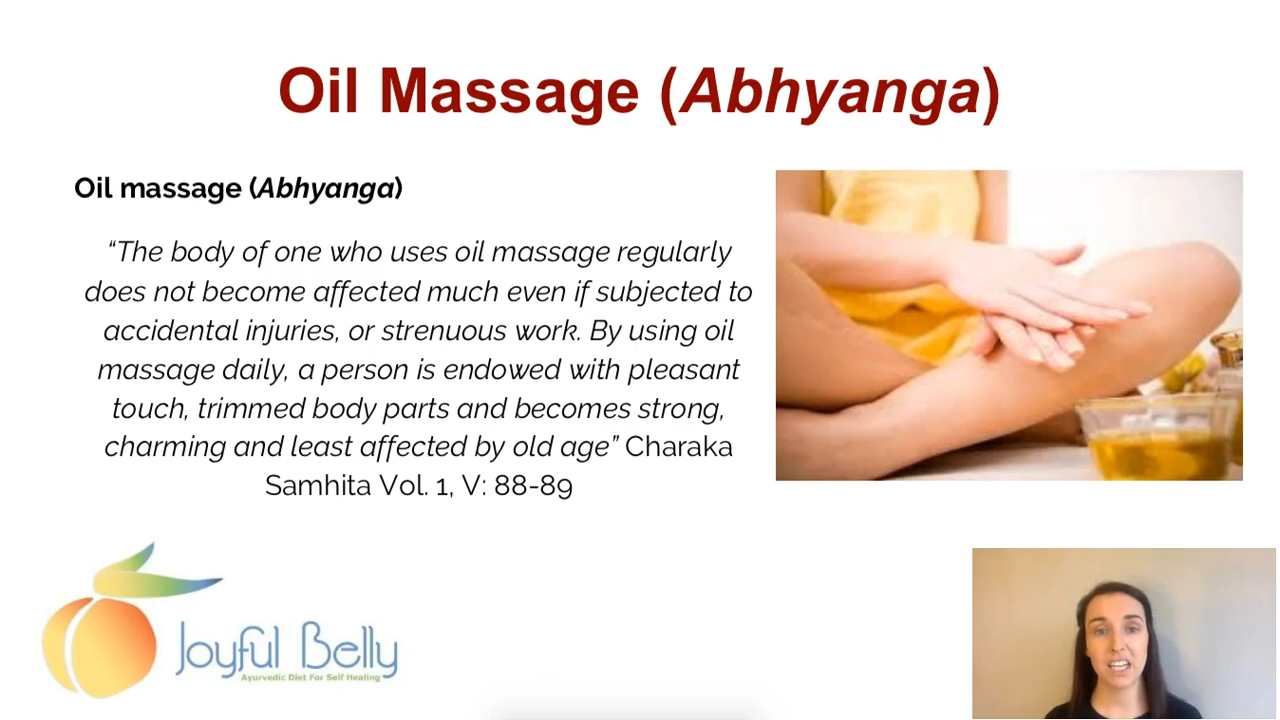 Oil Massage (Abhyanga)
Oil massage (Abhyanga)
“The body of one who uses oil massage regularly
does not become affected much even if subjected to
accidental injuries, or strenuous work. By using oil
massage daily, a person is endowed with pleasant
touch, trimmed body parts and becomes strong,
charming and least affected by old age” Charaka
Samhita Vol. 1, V: 88-89
Joyful Belly
Ayurvedic Diet For Self Healing